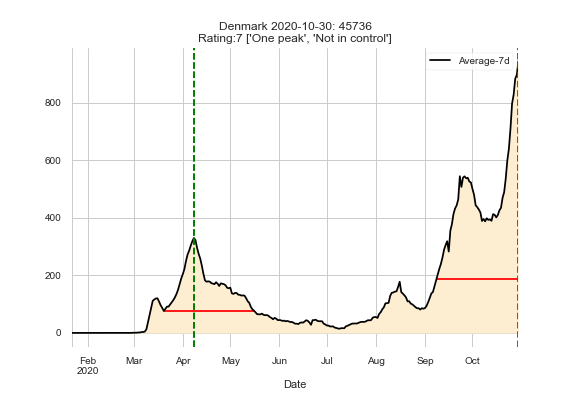 Denmark 2020-10-30: 45736
Rating:7 ['One peak', 'Not in control']
Average-7d
800
600
400
200
0
Feb Mar Apr May Jun Jul Aug Sep Oct
2020
Date